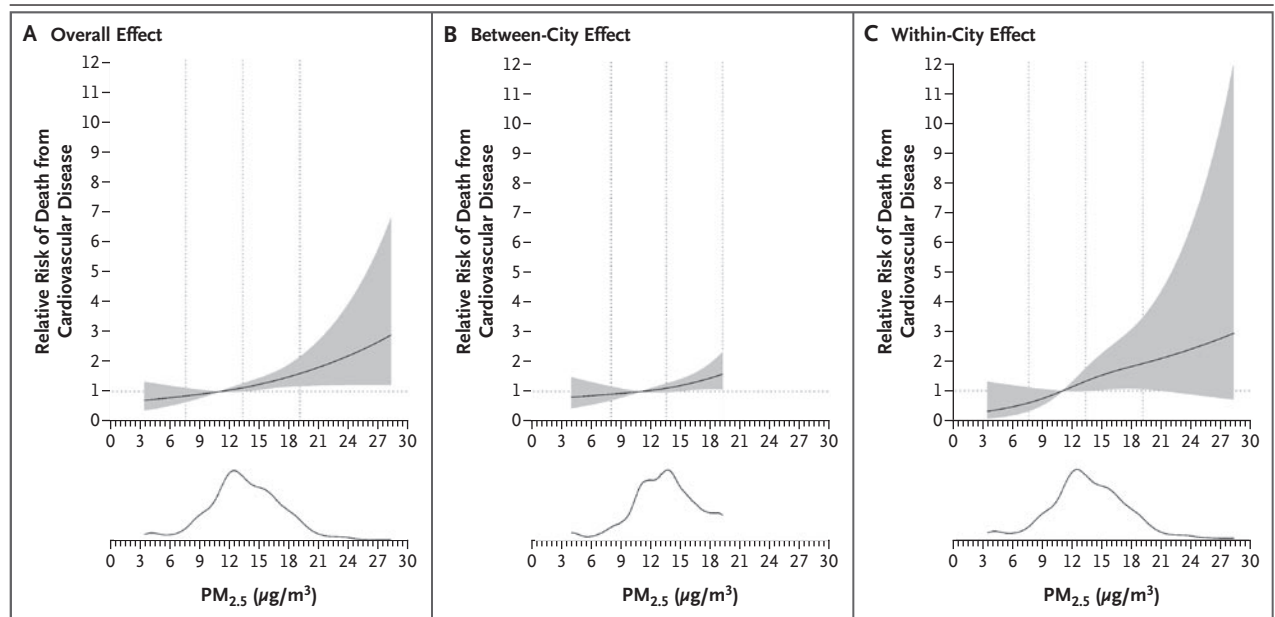 A Overall Effect
Relative Risk of Death from
Cardiovascular Disease
12
11
10
9
8
7
6
5
4
3
2
1
0
0 3 6 9 12 15 18 21 24 27 30
0 3 6 9 12 15 18 21 24 27 30
PM2.5 (µg/m³)
B Between-City Effect
Relative Risk of Death from
Cardiovascular Disease
12
11
10
9
8
7
6
5
4
3
2
1
0
0 3 6 9 12 15 18 21 24 27 30
0 3 6 9 12 15 18 21 24 27 30
PM2.5 (µg/m³)
C Within-City Effect
Relative Risk of Death from
Cardiovascular Disease
12
11
10
9
8
7
6
5
4
3
2
1
0
0 3 6 9 12 15 18 21 24 27 30
0 3 6 9 12 15 18 21 24 27 30
PM2.5 (µg/m³)